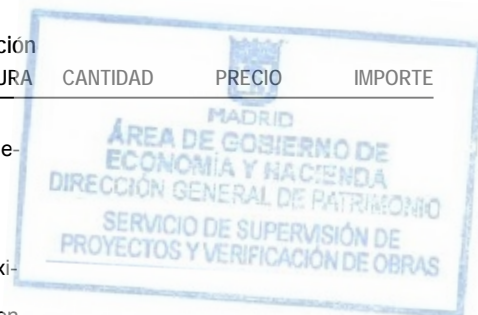 ción
URA CANTIDAD PRECIO IMPORTE
MADRID
ÁREA DE GOBIERNO DE
e-
ECONOMÍA Y HACIENDA
DIRECCIÓN GENERAL DE PATRIMONIO
SERVICIO DE SUPERVISIÓN DE
PROYECTOS Y VERIFICACIÓN DE OBRAS
xi-
en